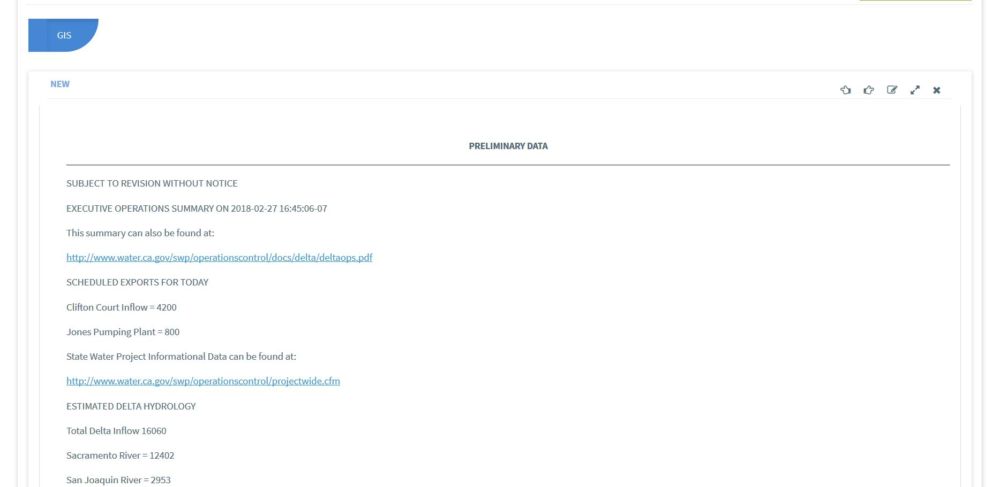 GIS
NEW
PRELIMINARY DATA
SUBJECT TO REVISION WITHOUT NOTICE
EXECUTIVE OPERATIONS SUMMARY ON 2018-02-27 16:45:06-07
This summary can also be found at:
http://www.water.ca.gov/swp/operationscontrol/docs/delta/deltaops.pdf
SCHEDULED EXPORTS FOR TODAY
Clifton Court Inflow = 4200
Jones Pumping Plant = 800
State Water Project Informational Data can be found at:
http://www.water.ca.gov/swp/operationscontrol/projectwide.cfm
ESTIMATED DELTA HYDROLOGY
Total Delta Inflow 16060
Sacramento River = 12402
San Joaquin River = 2953